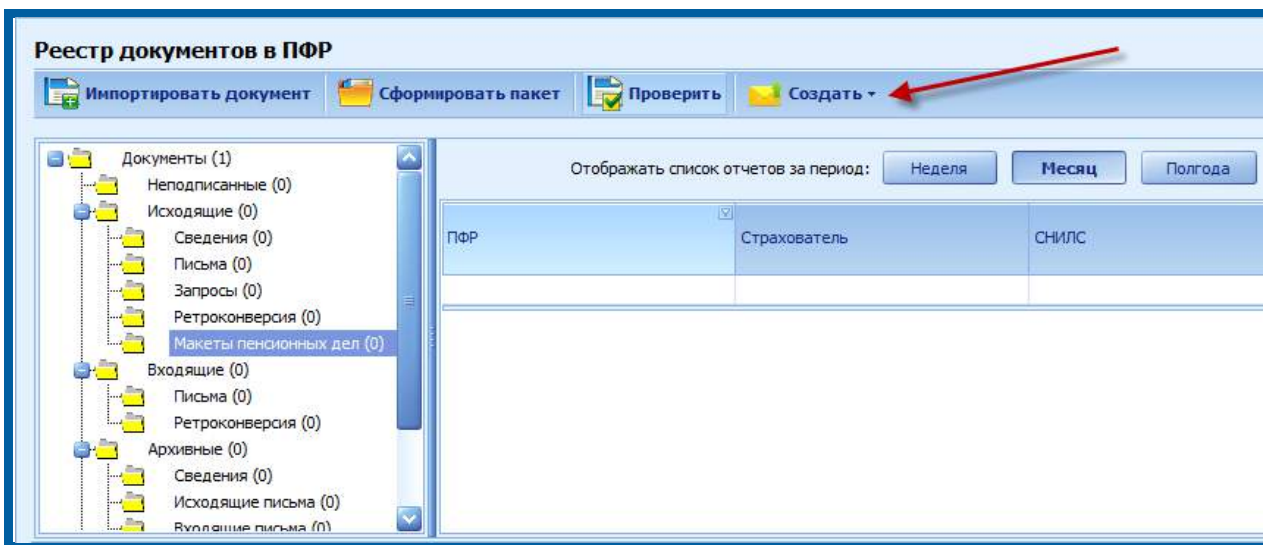 Реестр документов в ПФР
Импортировать документ Сформировать пакет Проверить Создать
Документы (1)
Неподписанные (0)
Исходящие (0)
Сведения (0)
Письма (0)
Запросы (0)
Ретроконверсия (0)
Макеты пенсионных дел (0)
Входящие (0)
Письма (0)
Ретроконверсия (0)
Архивные (0)
Сведения (0)
Исходящие письма (0)
Входящие письма (0)
Отображать список отчетов за период: Неделя Месяц Полгода
ПФР Страхователь СНИЛС